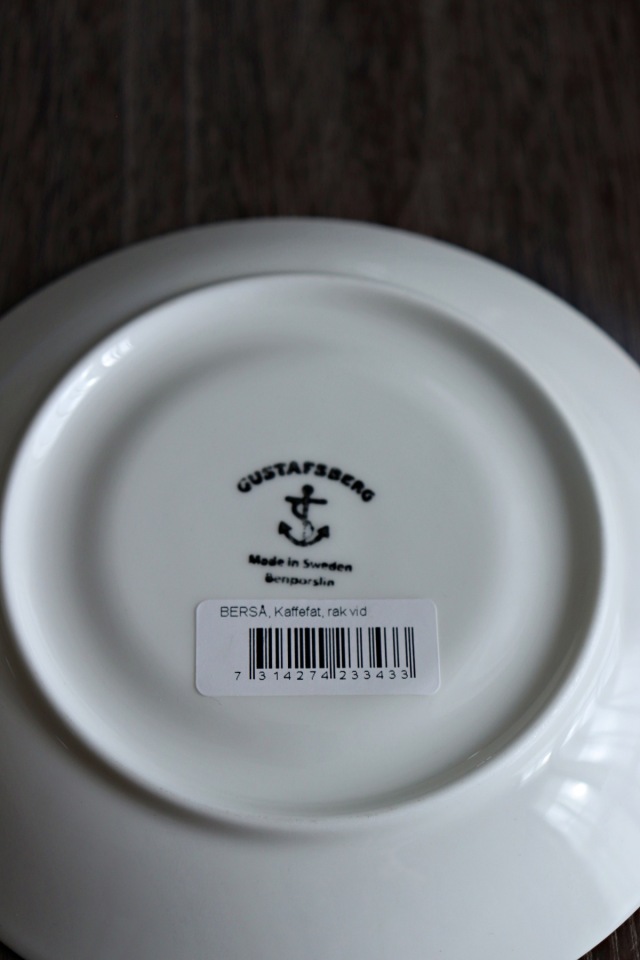 GUSTAFSBERG
Made in Sweden
Benporslin
BERSÅ, Kaffefat, rak vid
7 314274 233433